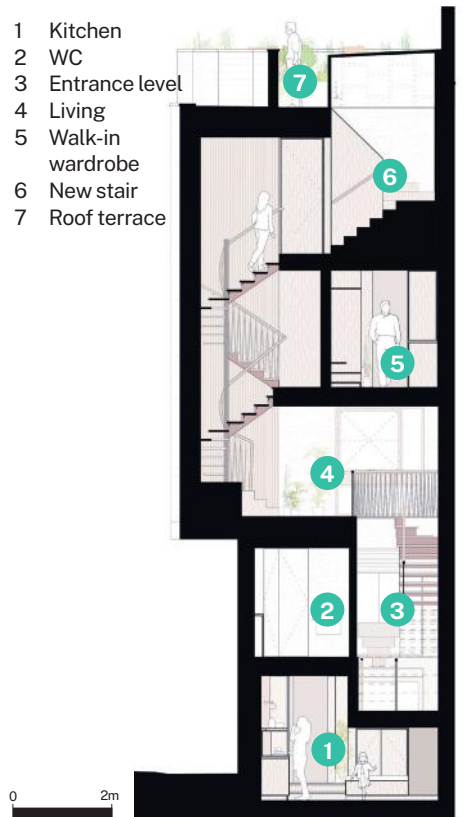 1 Kitchen
2 WC
3 Entrance level
4 Living
5 Walk-in
wardrobe
6 New stair
7 Roof terrace
7
6
5
4
2
3
1
0 2m